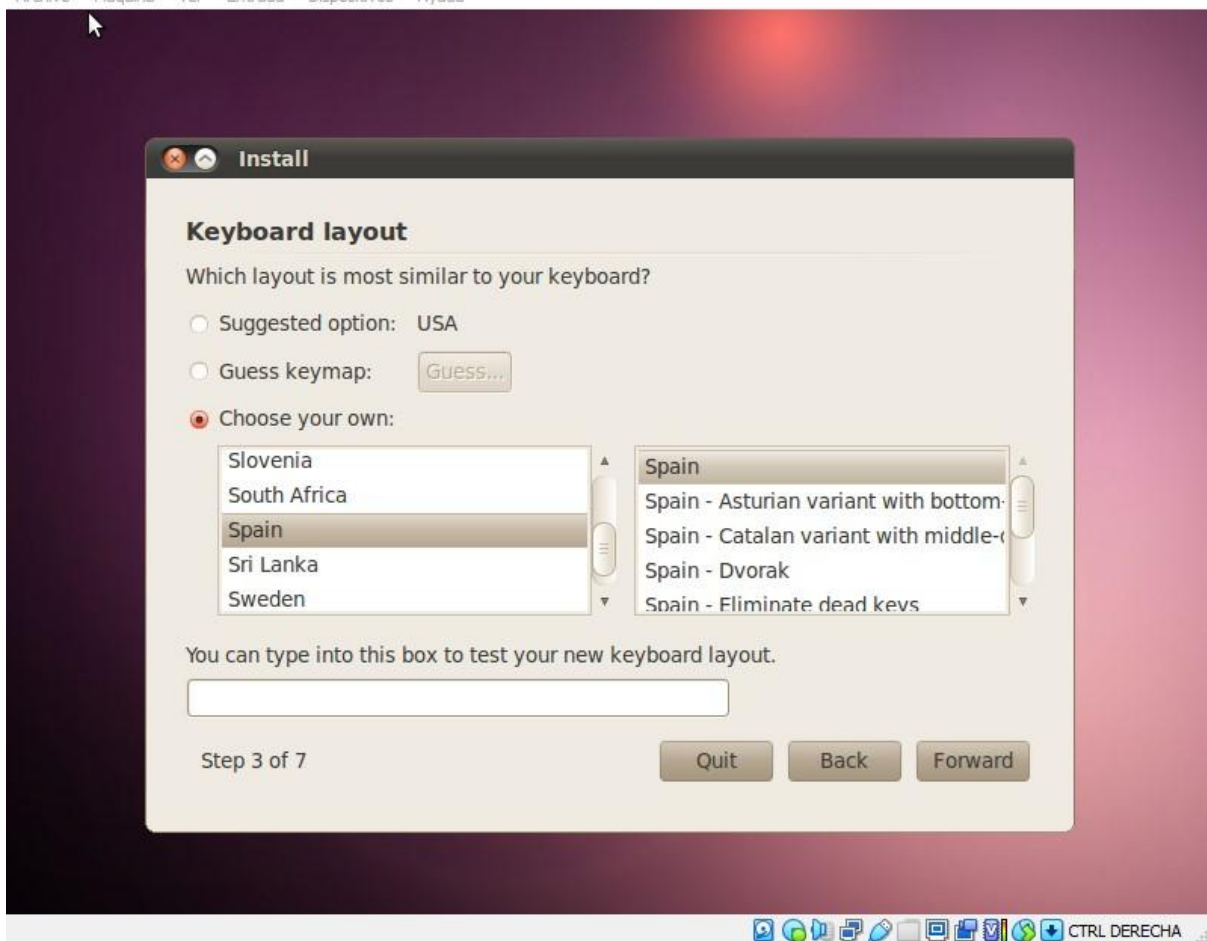 Install
Keyboard layout
Which layout is most similar to your keyboard?
Suggested option: USA
Guess keymap: Guess...
Choose your own:
Slovenia
South Africa
Spain
Sri Lanka
Sweden
Spain
Spain - Asturian variant with bottom-
Spain - Catalan variant with middle-
Spain - Dvorak
Spain - Eliminate dead keys
You can type into this box to test your new keyboard layout.
Step 3 of 7
Quit Back Forward
CTRL DERECHA